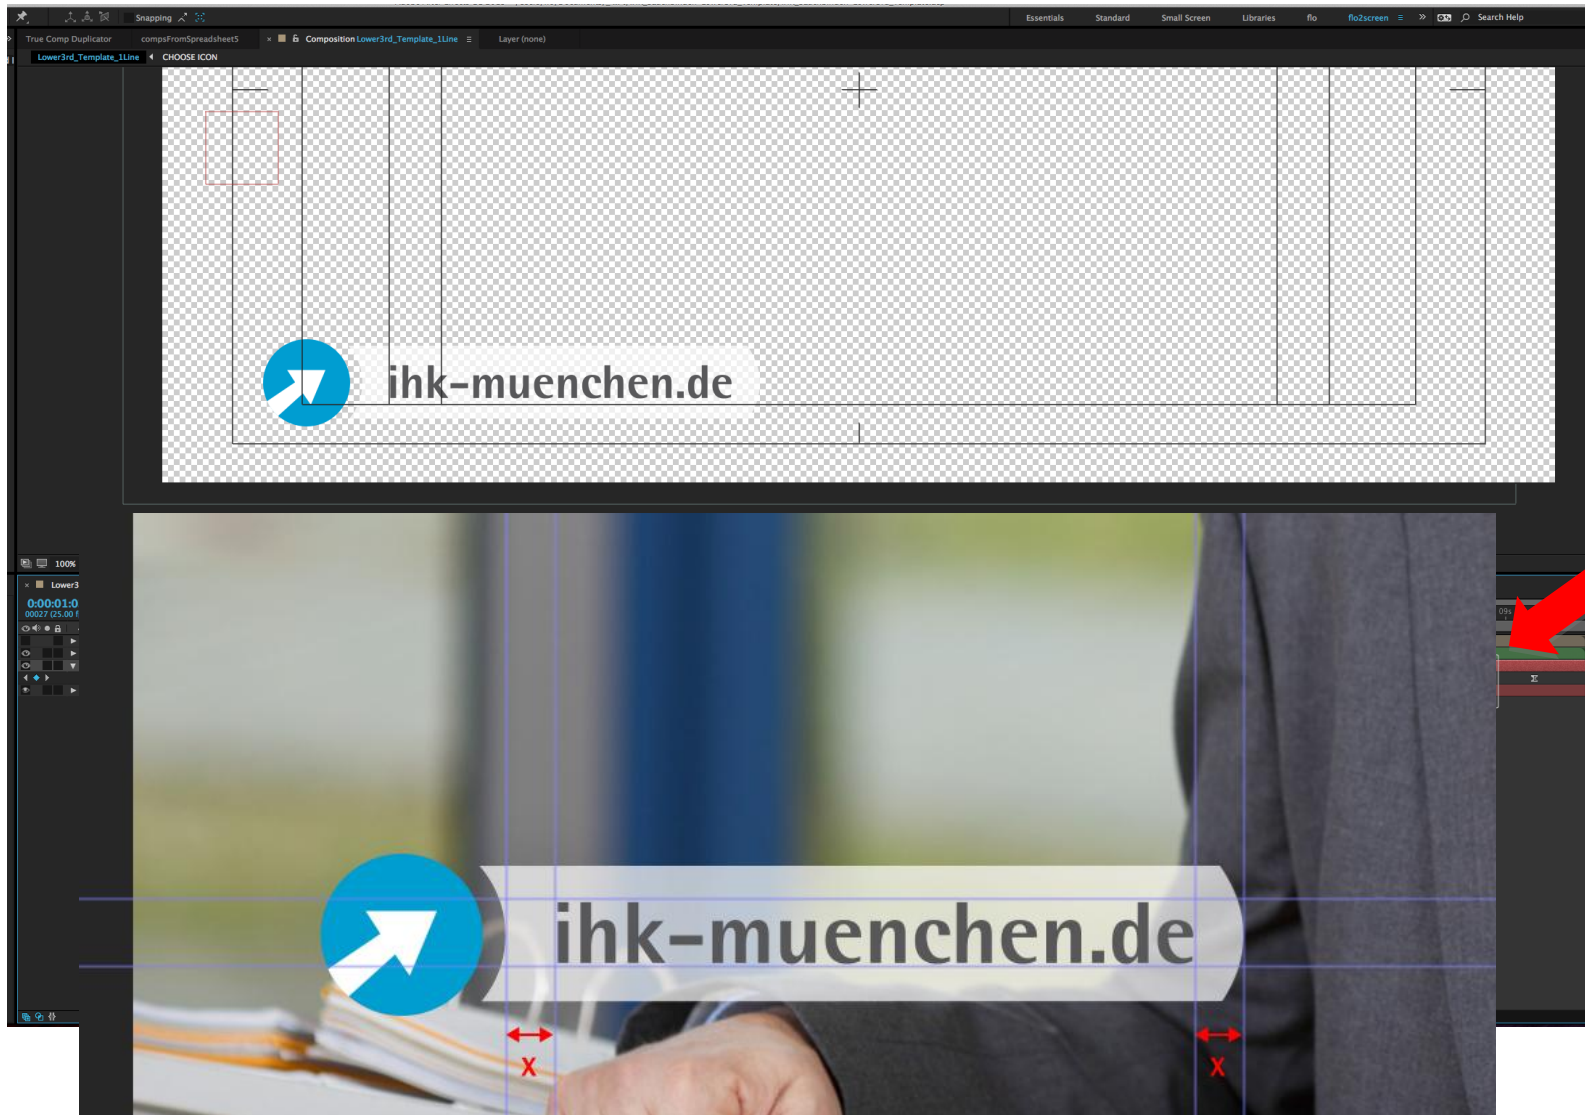 Snapping
Essentials Standard Small Screen Libraries flo flo2screen Search Help
True Comp Duplicator compsFromSpreadsheet5 Composition Lower3rd_Template_1Line Layer (none)
Lower3rd_Template_1Line CHOOSE ICON
ihk-muenchen.de
100%
Lower3
0:00:01:0
00027 (25.00 f
09s
ihk-muenchen.de
X X